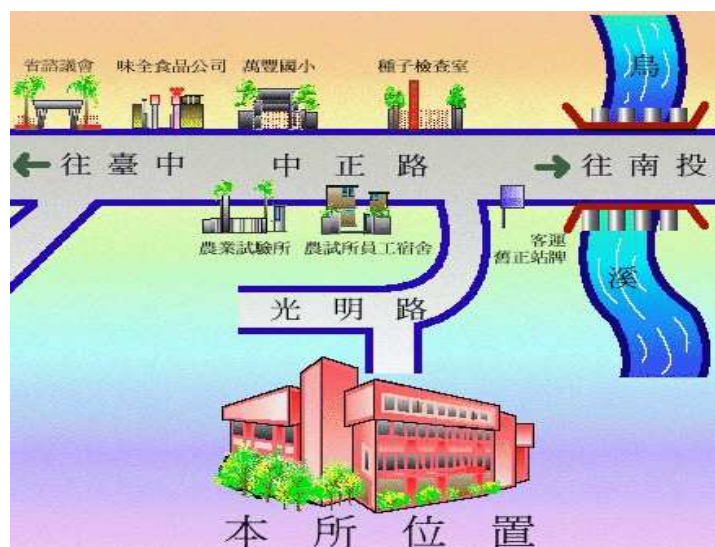 烏
省諮議會 味全食品公司 萬豐國小 種子檢查室
往臺中 中正路 往南投
農業試驗所 農試所員工宿舍
客運
舊正站牌
溪
光明路
本所位置